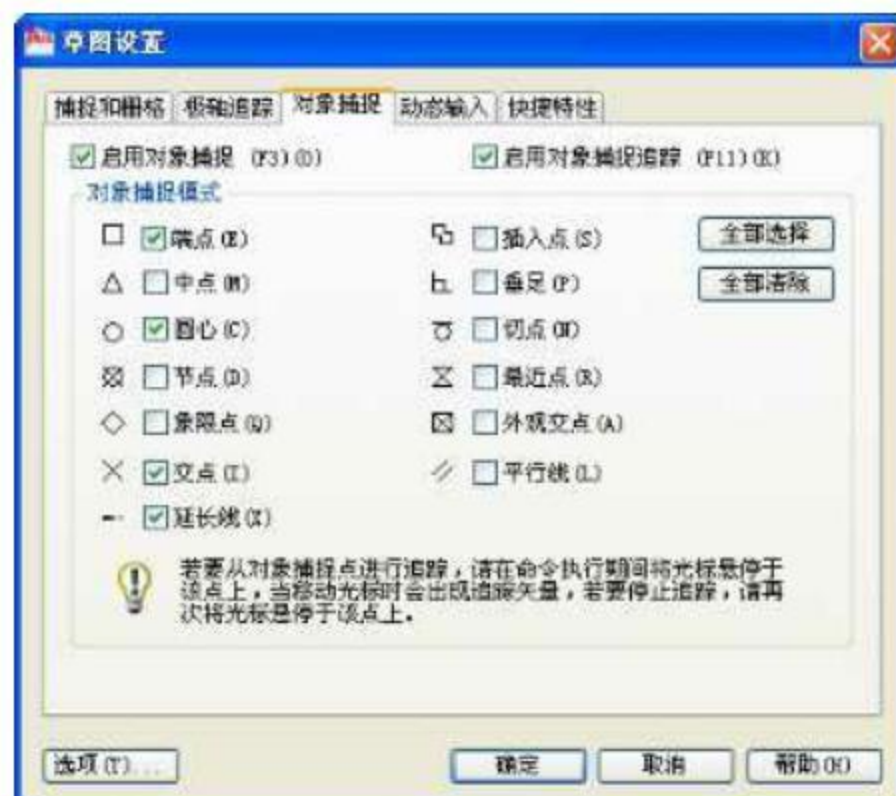 草图设置
捕捉和栅格 极轴追踪 对象捕捉 动态输入 快捷特性
启用对象捕捉 (F3)(O) 启用对象捕捉追踪 (F11)(K)
对象捕捉模式
端点(E) 插入点(S) 全部选择
中点(M) 垂足(P) 全部清除
圆心(C) 切点(N)
节点(D) 最近点(R)
象限点(Q) 外观交点(A)
交点(I) 平行线(L)
延长线(X)
若要从对象捕捉点进行追踪，请在命令执行期间将光标悬停于
该点上，当移动光标时会出现追踪矢量，若要停止追踪，请再
次将光标悬停于该点上。
选项(T)... 确定 取消 帮助(H)